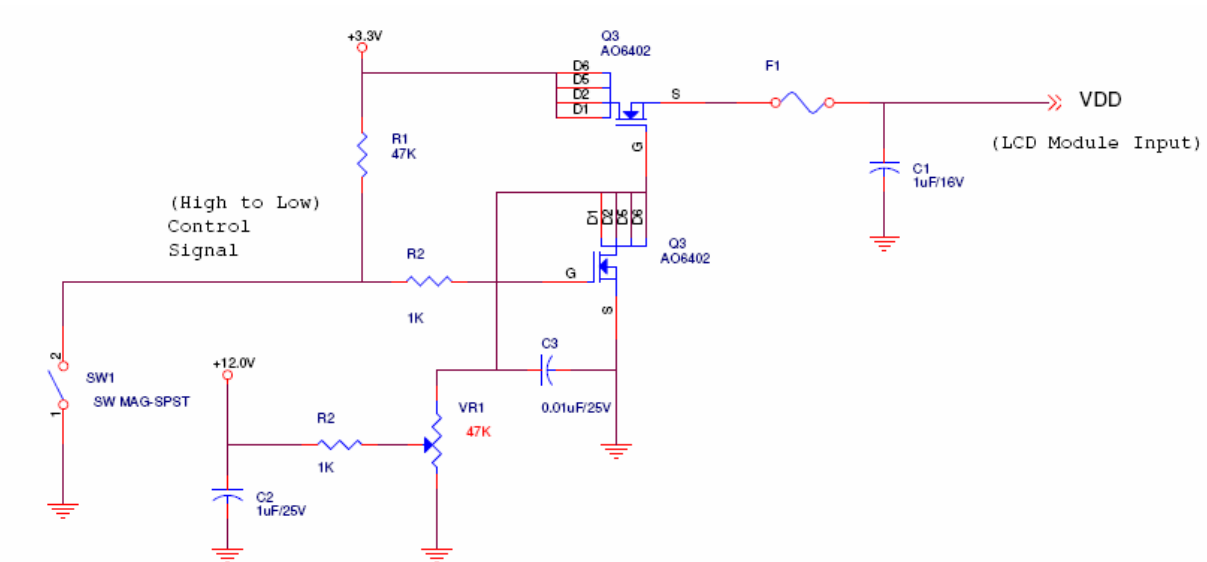 +3.3V
Q3
AO6402
D6
D5
D2
D1
S
G
F1
VDD
(LCD Module Input)
R1
47K
C1
1uF/16V
(High to Low)
Control
Signal
D1
D2
D5
D6
Q3
AO6402
R2
G
1K
S
2
SW1
SW MAG-SPST
1
+12.0V
C3
0.01uF/25V
VR1
47K
R2
1K
C2
1uF/25V